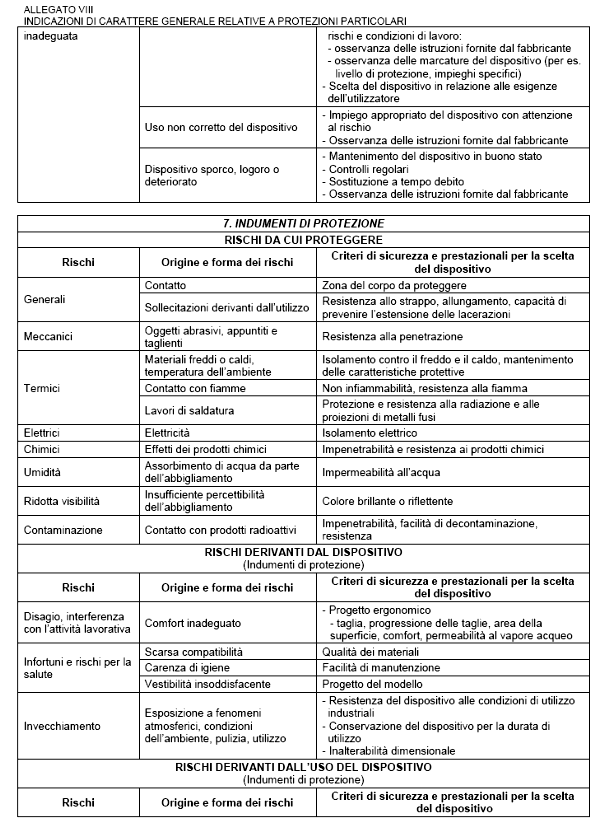 ALLEGATO VIII
INDICAZIONI DI CARATTERE GENERALE RELATIVE A PROTEZIONI PARTICOLARI
inadeguata
rischi e condizioni di lavoro:
- osservanza delle istruzioni fornite dal fabbricante
- osservanza delle marcature del dispositivo (per es.
livello di protezione, impieghi specifici)
- Scelta del dispositivo in relazione alle esigenze
dell'utilizzatore
Uso non corretto del dispositivo
- Impiego appropriato del dispositivo con attenzione
al rischio
- Osservanza delle istruzioni fornite dal fabbricante
Dispositivo sporco, logoro o
deteriorato
- Mantenimento del dispositivo in buono stato
- Controlli regolari
- Sostituzione a tempo debito
- Osservanza delle istruzioni fornite dal fabbricante
7. INDUMENTI DI PROTEZIONE
RISCHI DA CUI PROTEGGERE
Rischi
Origine e forma dei rischi
Criteri di sicurezza e prestazionali per la scelta
del dispositivo
Generali
Contatto
Zona del corpo da proteggere
Sollecitazioni derivanti dall'utilizzo
Resistenza allo strappo, allungamento, capacità di
prevenire l'estensione delle lacerazioni
Meccanici
Oggetti abrasivi, appuntiti e
taglienti
Resistenza alla penetrazione
Termici
Materiali freddi o caldi,
temperatura dell'ambiente
Isolamento contro il freddo e il caldo, mantenimento
delle caratteristiche protettive
Contatto con fiamme
Non infiammabilità, resistenza alla fiamma
Lavori di saldatura
Protezione e resistenza alla radiazione e alle
proiezioni di metalli fusi
Elettrici
Elettricità
Isolamento elettrico
Chimici
Effetti dei prodotti chimici
Impenetrabilità e resistenza ai prodotti chimici
Umidità
Assorbimento di acqua da parte
dell'abbigliamento
Impermeabilità all'acqua
Ridotta visibilità
Insufficiente percettibilità
dell'abbigliamento
Colore brillante o riflettente
Contaminazione
Contatto con prodotti radioattivi
Impenetrabilità, facilità di decontaminazione,
resistenza
RISCHI DERIVANTI DAL DISPOSITIVO
(Indumenti di protezione)
Rischi
Origine e forma dei rischi
Criteri di sicurezza e prestazionali per la scelta
del dispositivo
Disagio, interferenza
con l'attività lavorativa
Comfort inadeguato
- Progetto ergonomico
- taglia, progressione delle taglie, area della
superficie, comfort, permeabilità al vapore acqueo
Infortuni e rischi per la
salute
Scarsa compatibilità
Qualità dei materiali
Carenza di igiene
Facilità di manutenzione
Vestibilità insoddisfacente
Progetto del modello
Invecchiamento
Esposizione a fenomeni
atmosferici, condizioni
dell'ambiente, pulizia, utilizzo
- Resistenza del dispositivo alle condizioni di utilizzo
industriali
- Conservazione del dispositivo per la durata di
utilizzo
- Inalterabilità dimensionale
RISCHI DERIVANTI DALL'USO DEL DISPOSITIVO
(Indumenti di protezione)
Rischi
Origine e forma dei rischi
Criteri di sicurezza e prestazionali per la scelta
del dispositivo